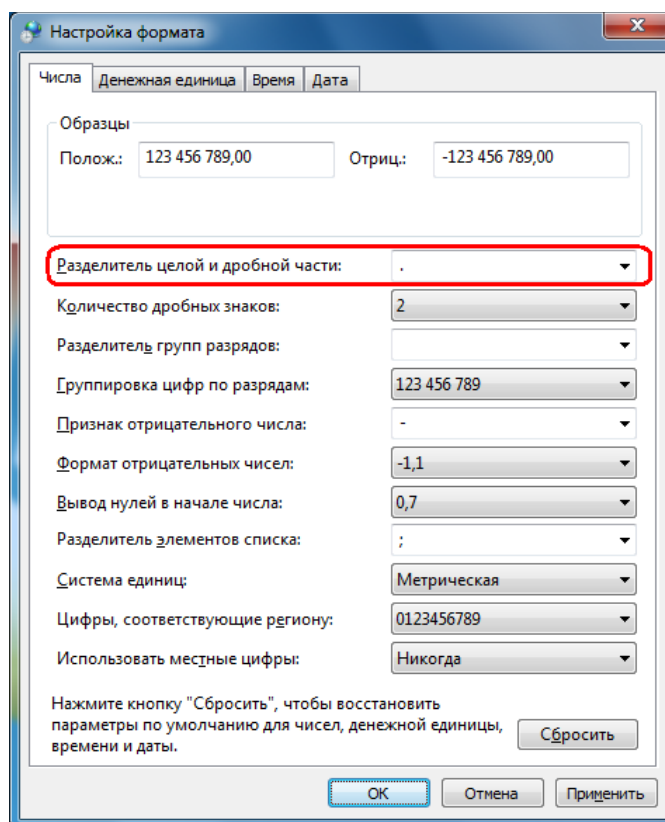 Настройка формата
Числа Денежная единица Время Дата
Образцы
Полож.: 123 456 789,00 Отриц.: -123 456 789,00
Разделитель целой и дробной части: .
Количество дробных знаков: 2
Разделитель групп разрядов:
Группировка цифр по разрядам: 123 456 789
Признак отрицательного числа: -
Формат отрицательных чисел: -1,1
Вывод нулей в начале числа: 0,7
Разделитель элементов списка: ;
Система единиц: Метрическая
Цифры, соответствующие региону: 0123456789
Использовать местные цифры: Никогда
Нажмите кнопку "Сбросить", чтобы восстановить
параметры по умолчанию для чисел, денежной единицы,
времени и даты.
Сбросить
ОК Отмена Применить